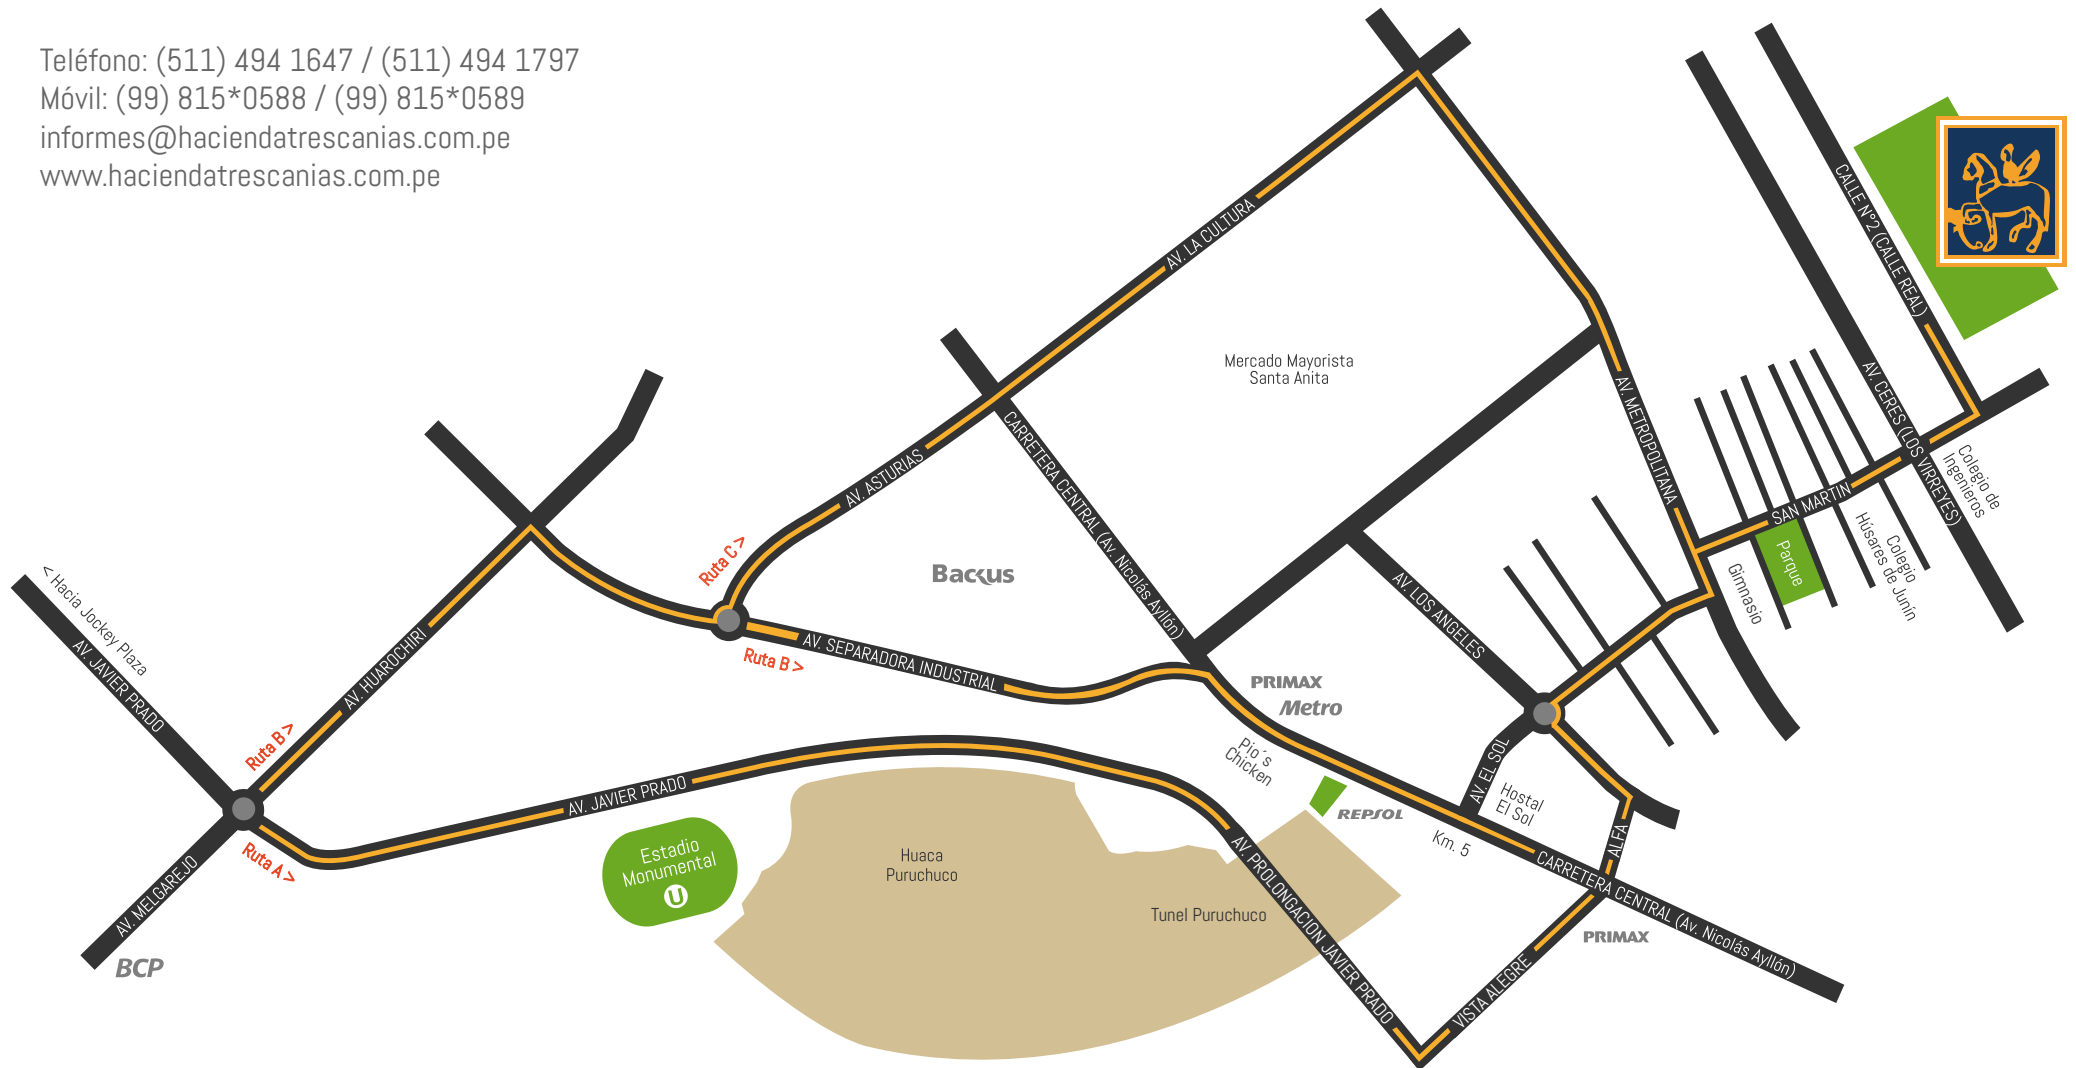 Teléfono: (511) 494 1647 / (511) 494 1797
Móvil: (99) 815*0588 / (99) 815*0589
informes@haciendatrescanias.com.pe
www.haciendatrescanias.com.pe
CALLE Nº2 (CALLE REAL)
AV. LA CULTURA
Mercado Mayorista
Santa Anita
AV. CERES (LOS VIRREYES)
AV. METROPOLITANA
CARRETERA CENTRAL (Av. Nicolás Ayllón)
AV. ASTURIAS
Colegio de
Ingenieros
SAN MARTIN
Colegio
Húsares de Junín
Parque
Gimnasio
Ruta C >
Backus
AV. LOS ANGELES
< Hacia Jockey Plaza
AV. JAVIER PRADO
AV. HUAROCHIRI
AV. SEPARADORA INDUSTRIAL
Ruta B >
PRIMAX
Metro
Ruta B >
Pio´s
Chicken
AV. EL SOL
Hostal
El Sol
AV. JAVIER PRADO
REPSOL
Km. 5
ALFA
Ruta A >
Estadio
Monumental
U
Huaca
Puruchuco
Tunel Puruchuco
AV. PROLONGACION JAVIER PRADO
CARRETERA CENTRAL (Av. Nicolás Ayllón)
AV. MELGAREJO
BCP
PRIMAX
VISTA ALEGRE